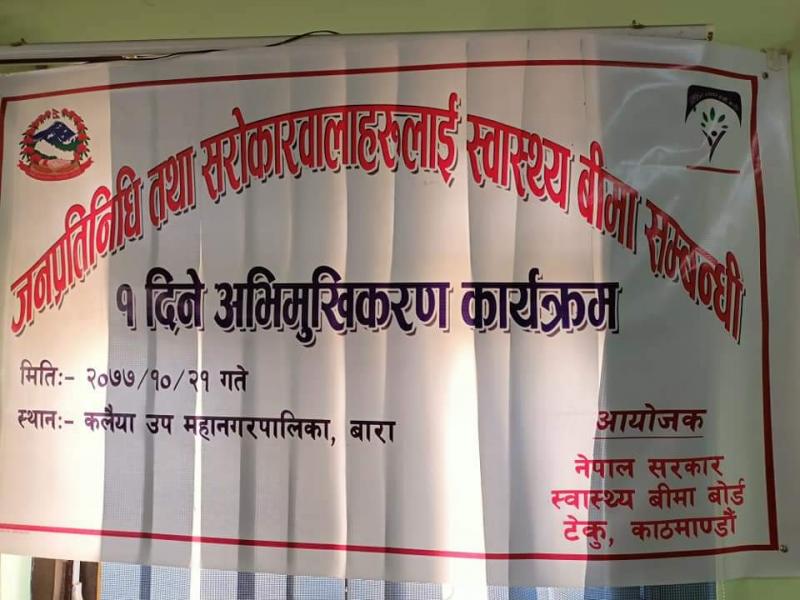 जनप्रतिनिधि तथा सरोकारवालाहरुलाई स्वास्थ्य बीमा सम्बन्धी
१ दिने अभिमुखिकरण कार्यक्रम
मितिः- २०७७/१०/२१ गते
स्थानः- कलैया उप महानगरपालिका, बारा
आयोजक
नेपाल सरकार
स्वास्थ्य बीमा बोर्ड
टेकु, काठमाण्डौं